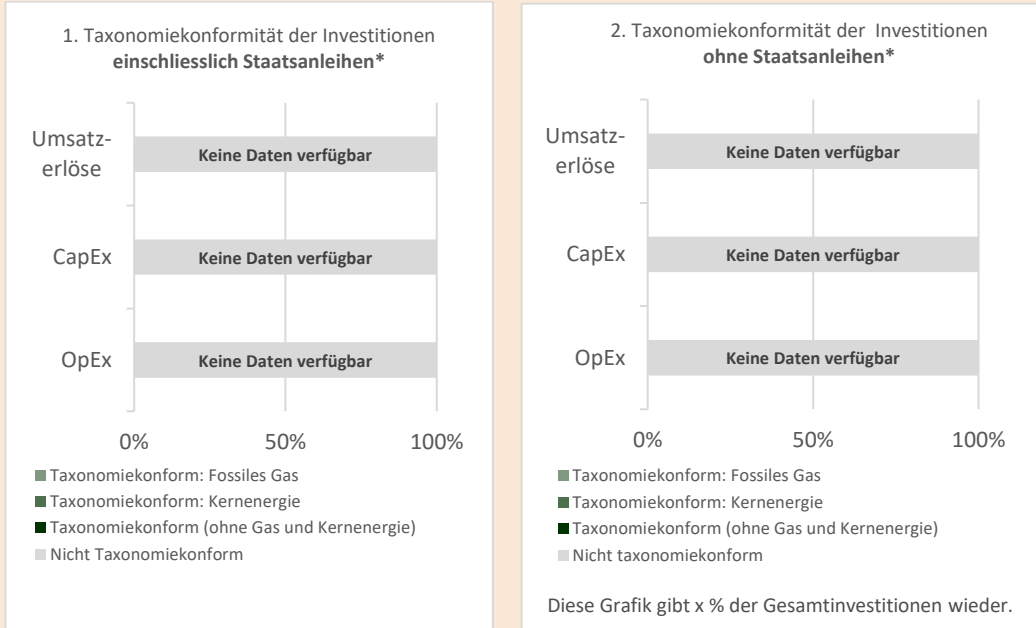 1. Taxonomiekonformität der Investitionen
einschliesslich Staatsanleihen*
Umsatz-
erlöse
Keine Daten verfügbar
CapEx
Keine Daten verfügbar
OpEx
Keine Daten verfügbar
0% 50% 100%
Taxonomiekonform: Fossiles Gas
Taxonomiekonform: Kernenergie
Taxonomiekonform (ohne Gas und Kernenergie)
Nicht Taxonomiekonform
2. Taxonomiekonformität der Investitionen
ohne Staatsanleihen*
Umsatz-
erlöse
Keine Daten verfügbar
CapEx
Keine Daten verfügbar
OpEx
Keine Daten verfügbar
0% 50% 100%
Taxonomiekonform: Fossiles Gas
Taxonomiekonform: Kernenergie
Taxonomiekonform (ohne Gas und Kernenergie)
Nicht taxonomiekonform
Diese Grafik gibt x % der Gesamtinvestitionen wieder.